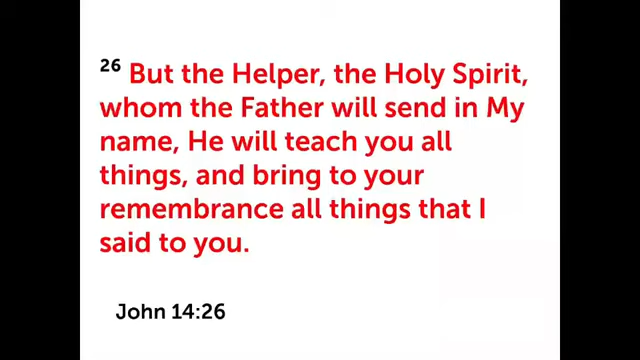 26 But the Helper, the Holy Spirit,
whom the Father will send in My
name, He will teach you all
things, and bring to your
remembrance all things that I
said to you.
John 14:26